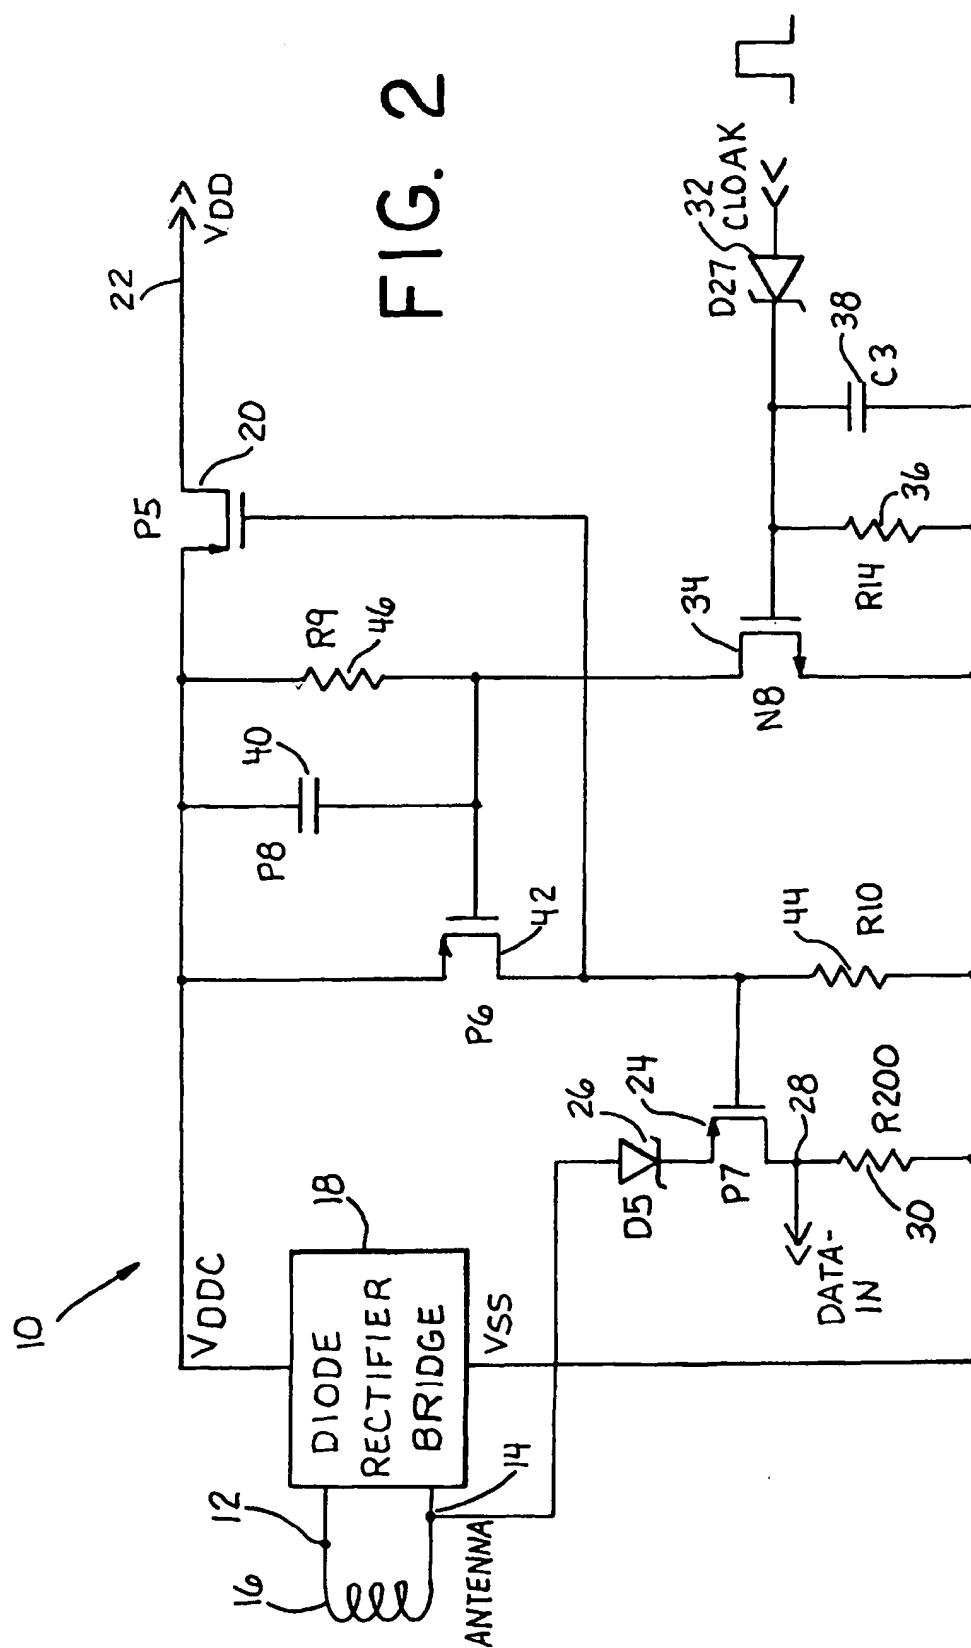 FIG. 2
10
VDDC
22
VDD
P5
20
R9
46
40
P8
42
P6
18
DIODE
RECTIFIER
BRIDGE
VSS
12
16
14
ANTENNA
26
D5
24
P7
28
DATA-
IN
R200
30
44
R10
34
N8
R14
36
38
C3
D27
32
CLOAK